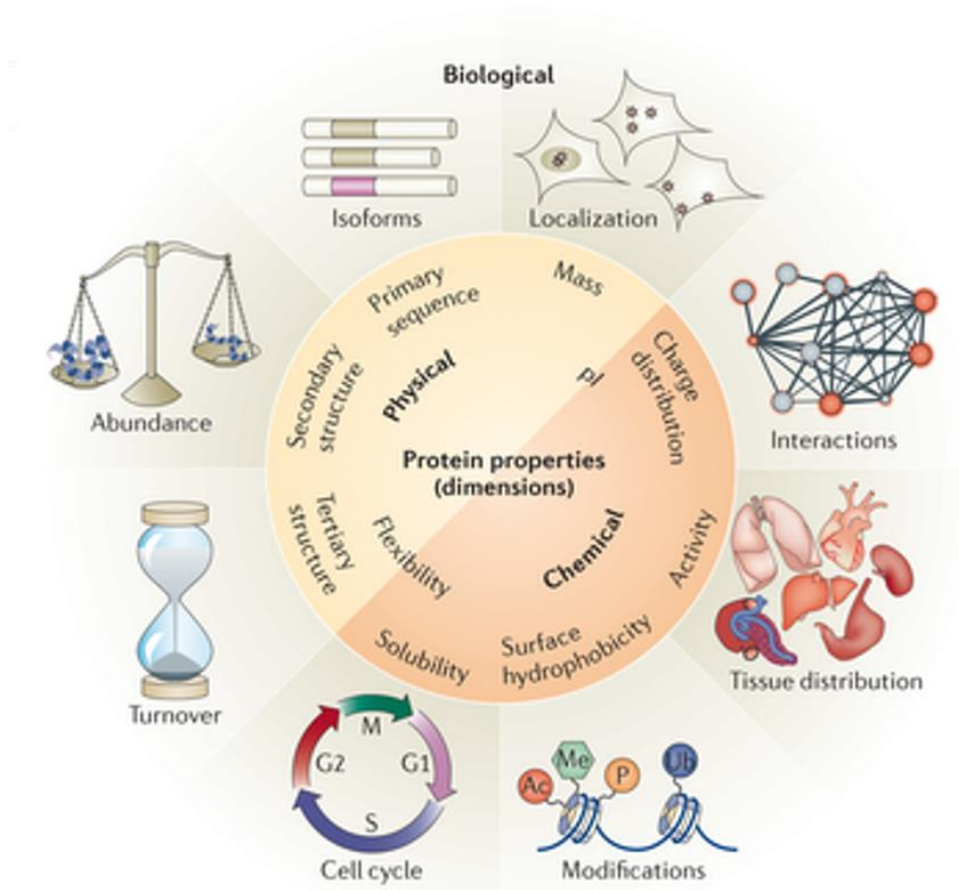 Biological
Isoforms
Localization
Abundance
Interactions
Turnover
Tissue distribution
Cell cycle
Modifications
Primary
sequence
Mass
Secondary
structure
Physical
pI
Charge
distribution
Protein properties
(dimensions)
Tertiary
structure
Flexibility
Chemical
Activity
Solubility
Surface
hydrophobicity
M
G2
G1
S
Ac
Me
P
Ub